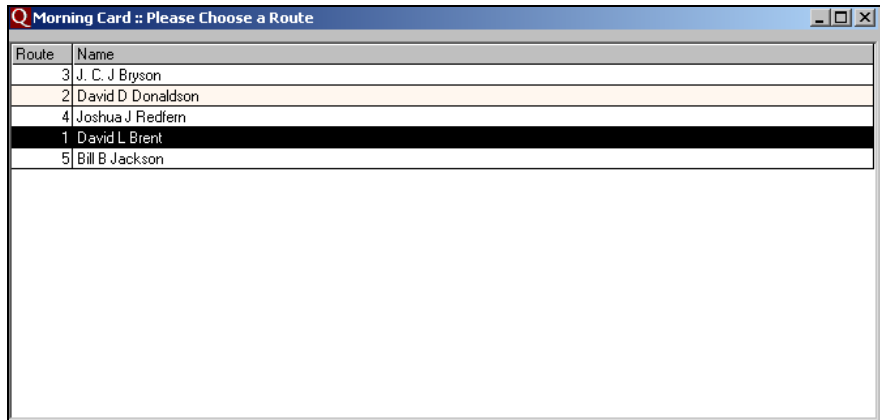 Q Morning Card :: Please Choose a Route
Route Name
3 J. C. J Bryson
2 David D Donaldson
4 Joshua J Redfern
1 David L Brent
5 Bill B Jackson